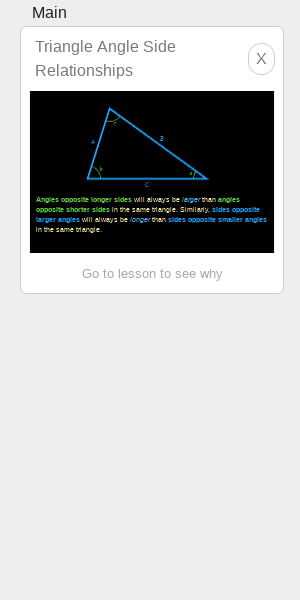 Main
Triangle Angle Side
Relationships
X
c
A
B
b
a
C
Angles opposite longer sides will always be larger than angles
opposite shorter sides in the same triangle. Similarly, sides opposite
larger angles will always be longer than sides opposite smaller angles
in the same triangle.
Go to lesson to see why